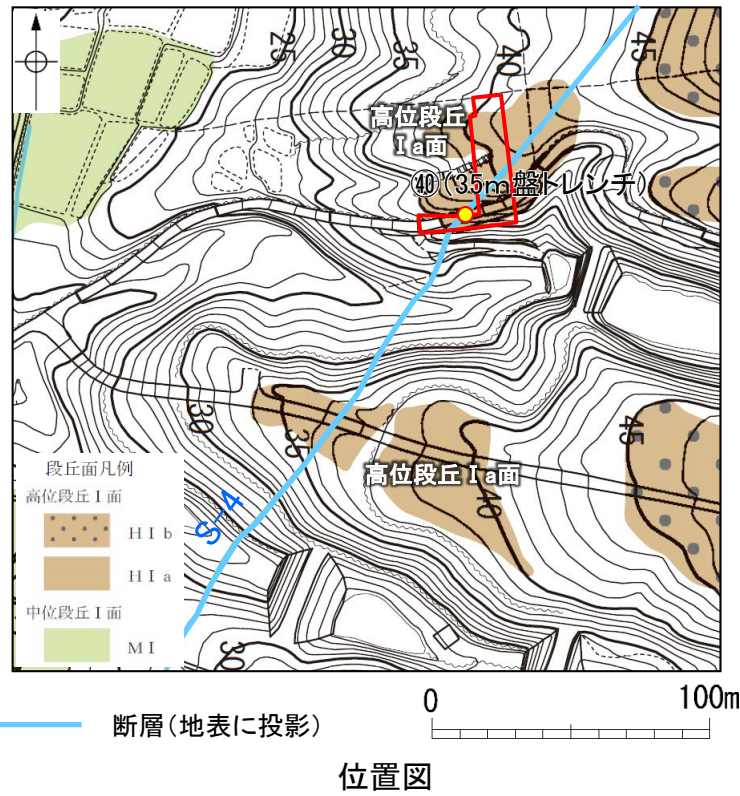 25
30
35
40
45
高位段丘
Ⅰa面
㊵(35m盤トレンチ)
30
35
高位段丘Ⅰa面
40
45
S-4
30
段丘面凡例
高位段丘Ⅰ面
HⅠb
HⅠa
中位段丘Ⅰ面
MⅠ
断層(地表に投影)
0 100m
位置図